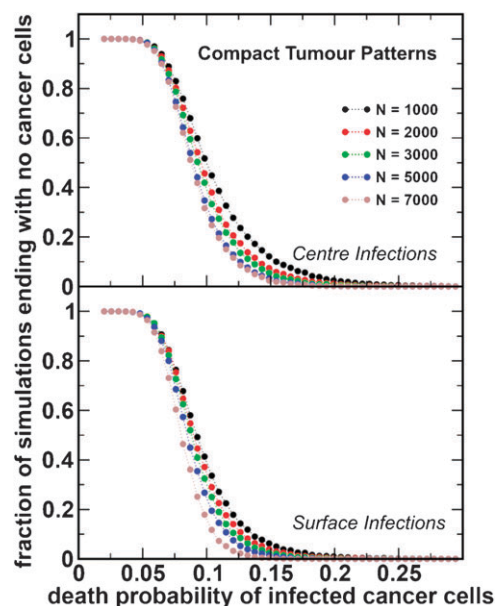 fraction of simulations ending with no cancer cells
1
0.8
0.6
0.4
0.2
0
Compact Tumour Patterns
N = 1000
N = 2000
N = 3000
N = 5000
N = 7000
Centre Infections
1
0.8
0.6
0.4
0.2
0
Surface Infections
0 0.05 0.1 0.15 0.2 0.25
death probability of infected cancer cells